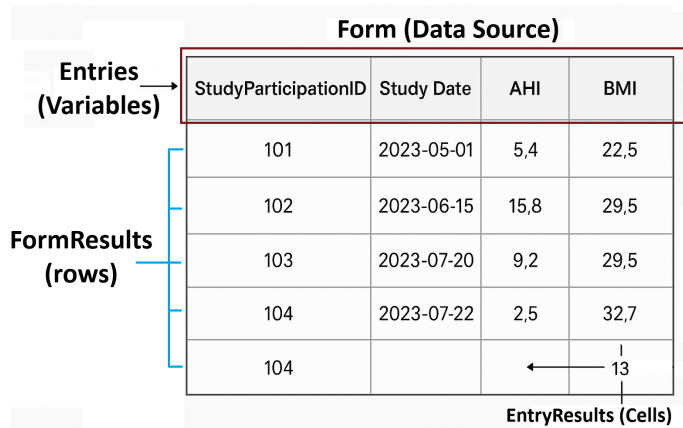 Form (Data Source)
Entries
(Variables)
StudyParticipationID Study Date AHI BMI
101 2023-05-01 5,4 22,5
102 2023-06-15 15,8 29,5
FormResults
(rows)
103 2023-07-20 9,2 29,5
104 2023-07-22 2,5 32,7
104 13
EntryResults (Cells)